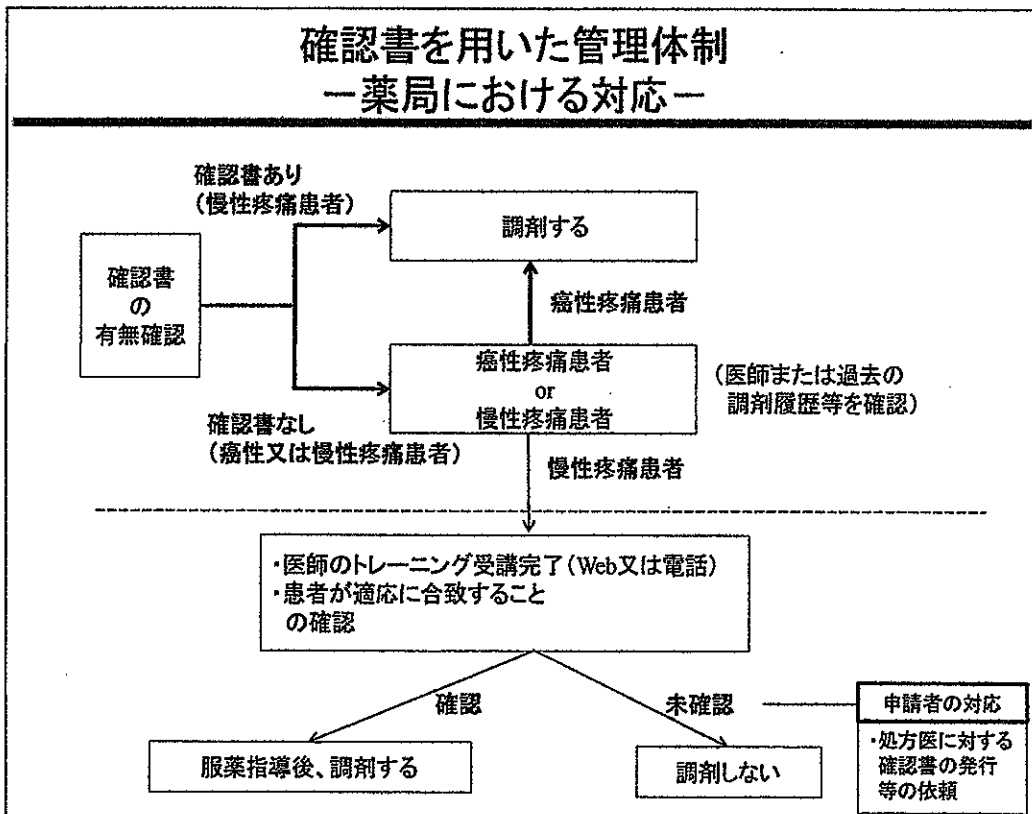 確認書を用いた管理体制
－薬局における対応－
確認書あり
（慢性疼痛患者）
調剤する
確認書
の
有無確認
癌性疼痛患者
癌性疼痛患者
or
慢性疼痛患者
（医師または過去の
調剤履歴等を確認）
確認書なし
（癌性又は慢性疼痛患者）
慢性疼痛患者
・医師のトレーニング受講完了（Web又は電話）
・患者が適応に合致すること
の確認
確認
未確認
申請者の対応
・処方医に対する
確認書の発行
等の依頼
服薬指導後、調剤する
調剤しない